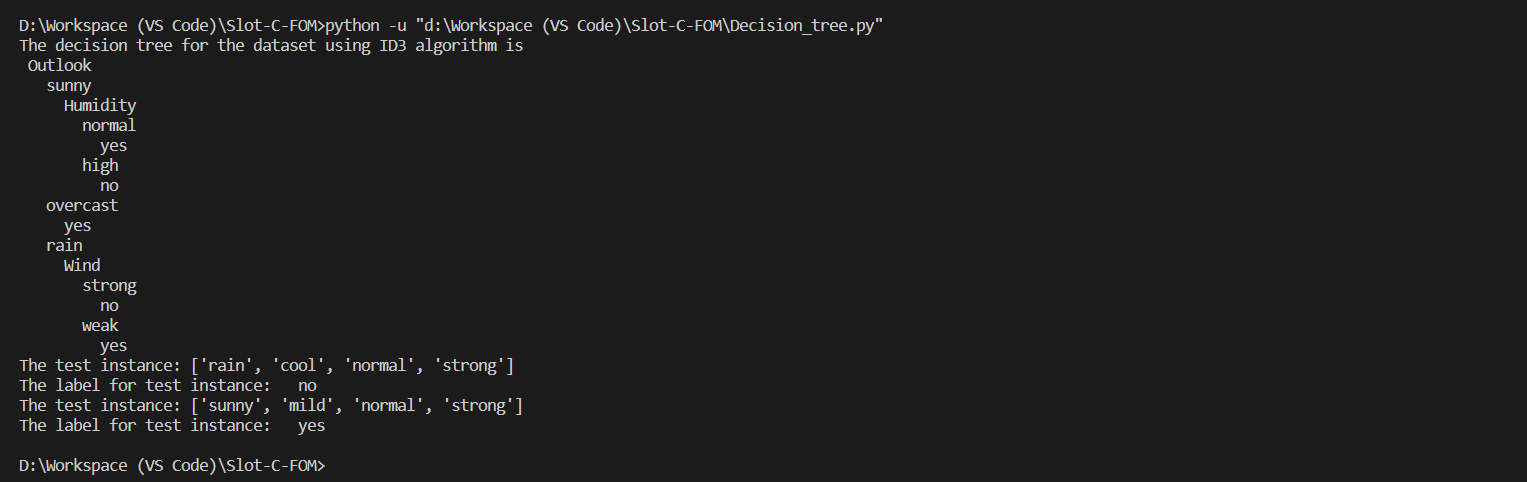 D:\Workspace (VS Code)\Slot-C-FOM>python -u "d:\Workspace (VS Code)\Slot-C-FOM\Decision_tree.py"
The decision tree for the dataset using ID3 algorithm is
 Outlook
   sunny
     Humidity
       normal
         yes
       high
         no
   overcast
     yes
   rain
     Wind
       strong
         no
       weak
         yes
The test instance: ['rain', 'cool', 'normal', 'strong']
The label for test instance:   no
The test instance: ['sunny', 'mild', 'normal', 'strong']
The label for test instance:   yes

D:\Workspace (VS Code)\Slot-C-FOM>